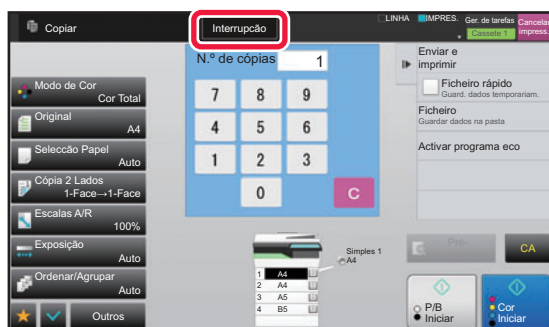 Copiar
Interrupcão
LINHA
IMPRES.
Ger. de tarefas
Cassete 1
Cancelar
impress.
N.º de cópias
1
7 8 9
4 5 6
1 2 3
0
C
Modo de Cor
Cor Total
Original
A4
Seleccão Papel
Auto
Cópia 2 Lados
1-Face→1-Face
Escalas A/R
100%
Exposição
Auto
Ordenar/Agrupar
Auto
Outros
Enviar e
imprimir
Ficheiro rápido
Guard. dados temporariam.
Ficheiro
Guardar dados na pasta
Activar programa eco
Simples 1
A4
1 A4
2 A4
3 A5
4 B5
Pré-
CA
P/B
Iniciar
Cor
Iniciar